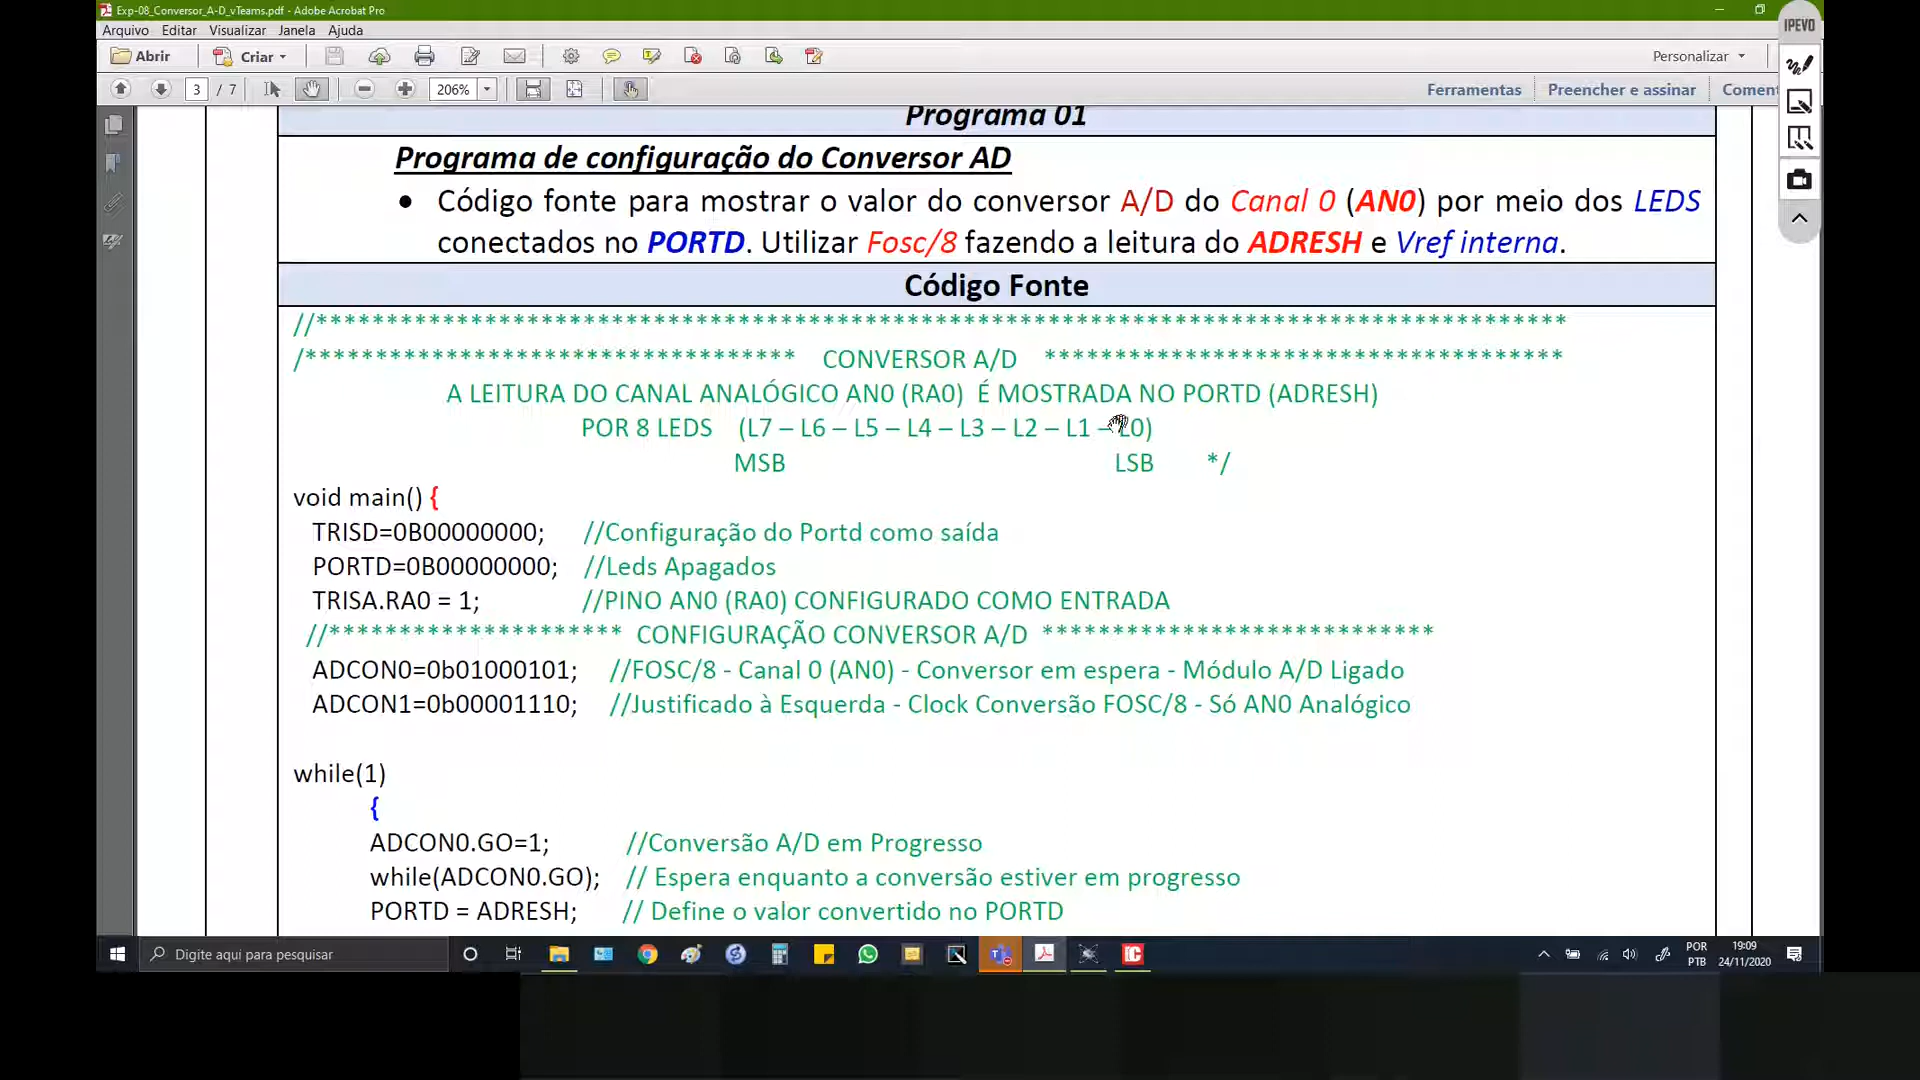 Exp-08_Conversor_A-D_vTeams.pdf - Adobe Acrobat Pro
IPEVO
Arquivo Editar Visualizar Janela Ajuda
Abrir Criar Personalizar
3 / 7 206% Ferramentas Preencher e assinar Coment
Programa 01
Programa de configuração do Conversor AD
• Código fonte para mostrar o valor do conversor A/D do Canal 0 (AN0) por meio dos LEDS
conectados no PORTD. Utilizar Fosc/8 fazendo a leitura do ADRESH e Vref interna.
Código Fonte
//*****************************************************************************************
/*********************************** CONVERSOR A/D *************************************
A LEITURA DO CANAL ANALÓGICO AN0 (RA0) É MOSTRADA NO PORTD (ADRESH)
POR 8 LEDS (L7 – L6 – L5 – L4 – L3 – L2 – L1 – L0)
MSB LSB */
void main() {
TRISD=0B00000000; //Configuração do Portd como saída
PORTD=0B00000000; //Leds Apagados
TRISA.RA0 = 1; //PINO AN0 (RA0) CONFIGURADO COMO ENTRADA
//********************* CONFIGURAÇÃO CONVERSOR A/D ****************************
ADCON0=0b01000101; //FOSC/8 - Canal 0 (AN0) - Conversor em espera - Módulo A/D Ligado
ADCON1=0b00001110; //Justificado à Esquerda - Clock Conversão FOSC/8 - Só AN0 Analógico
while(1)
{
ADCON0.GO=1; //Conversão A/D em Progresso
while(ADCON0.GO); // Espera enquanto a conversão estiver em progresso
PORTD = ADRESH; // Define o valor convertido no PORTD
Digite aqui para pesquisar
POR
PTB
19:09
24/11/2020